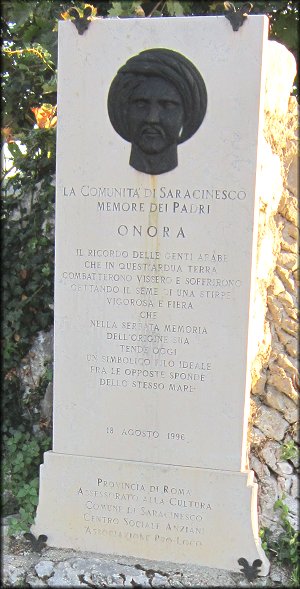 LA COMUNITA' DI SARACINESCO
MEMORE DEI PADRI
ONORA
IL RICORDO DELLE GENTI ARABE
CHE IN QUEST'ARDUA TERRA
COMBATTERONO VISSERO E SOFFRIRONO
GETTANDO IL SEME DI UNA STIRPE
VIGOROSA E FIERA
CHE
NELLA SERBATA MEMORIA
DELL'ORIGINE SUA
TENDE OGGI
UN SIMBOLICO FILO IDEALE
FRA LE OPPOSTE SPONDE
DELLO STESSO MARE
18 AGOSTO 1996
PROVINCIA DI ROMA
ASSESSORATO ALLA CULTURA
COMUNE DI SARACINESCO
CENTRO SOCIALE ANZIANI
ASSOCIAZIONE PRO-LOCO